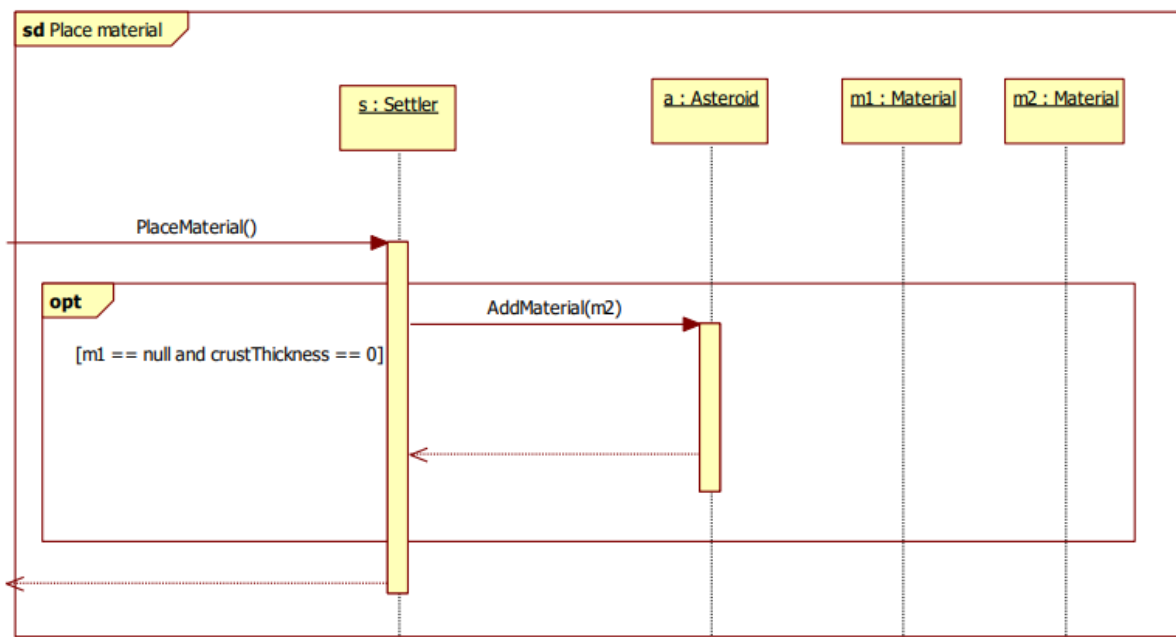 sd Place material
s : Settler
a : Asteroid
m1 : Material
m2 : Material
PlaceMaterial()
opt
AddMaterial(m2)
[m1 == null and crustThickness == 0]